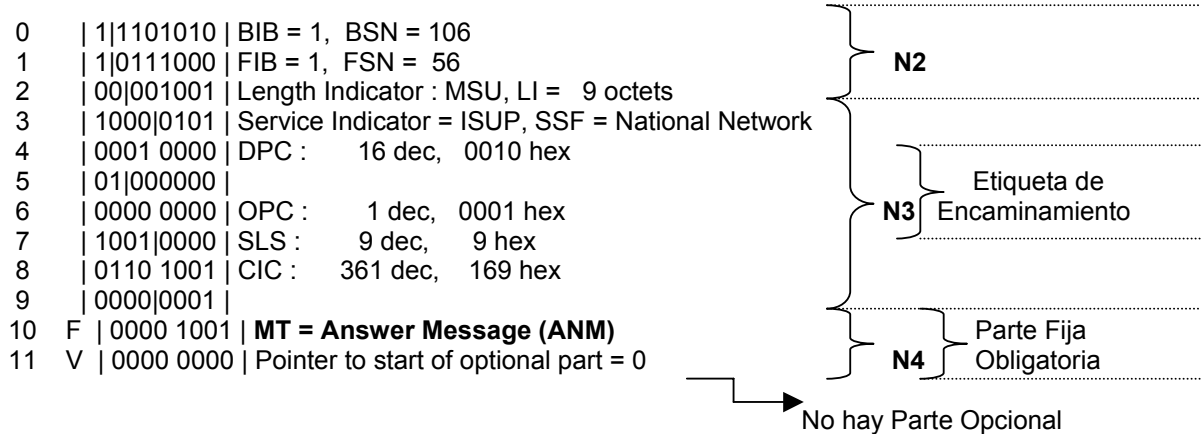 0 | 1|1101010 | BIB = 1, BSN = 106
1 | 1|0111000 | FIB = 1, FSN = 56
N2
2 | 00|001001 | Length Indicator : MSU, LI = 9 octets
3 | 1000|0101 | Service Indicator = ISUP, SSF = National Network
4 | 0001 0000 | DPC : 16 dec, 0010 hex
5 | 01|000000 |
Etiqueta de
6 | 0000 0000 | OPC : 1 dec, 0001 hex
N3 Encaminamiento
7 | 1001|0000 | SLS : 9 dec, 9 hex
8 | 0110 1001 | CIC : 361 dec, 169 hex
9 | 0000|0001 |
10 F | 0000 1001 | MT = Answer Message (ANM)
Parte Fija
11 V | 0000 0000 | Pointer to start of optional part = 0
N4 Obligatoria
No hay Parte Opcional